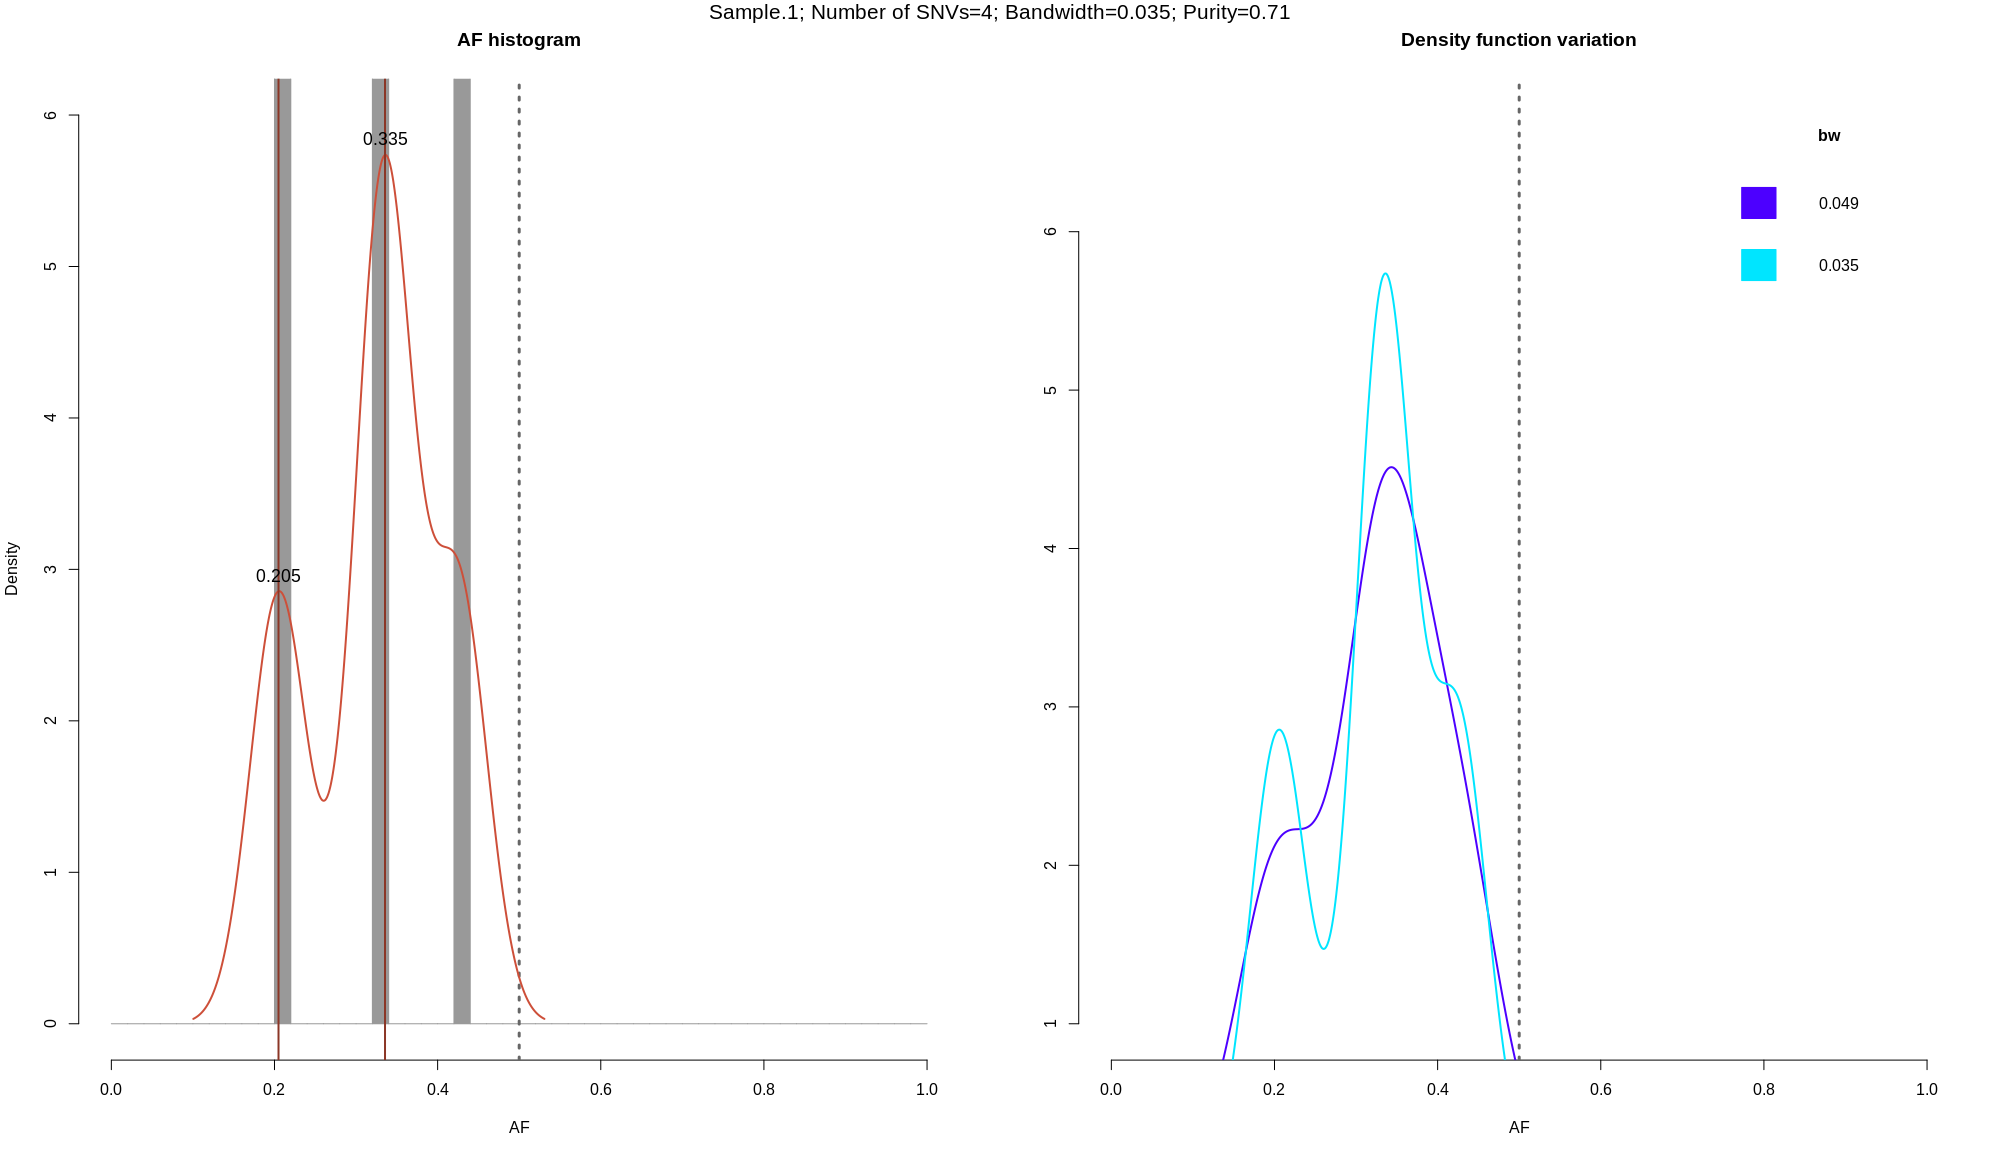 Sample.1; Number of SNVs=4; Bandwidth=0.035; Purity=0.71
AF histogram
Density
6
5
4
3
2
1
0
0.335
0.205
0.0 0.2 0.4 0.6 0.8 1.0
AF
Density function variation
6
5
4
3
2
1
bw
0.049
0.035
0.0 0.2 0.4 0.6 0.8 1.0
AF